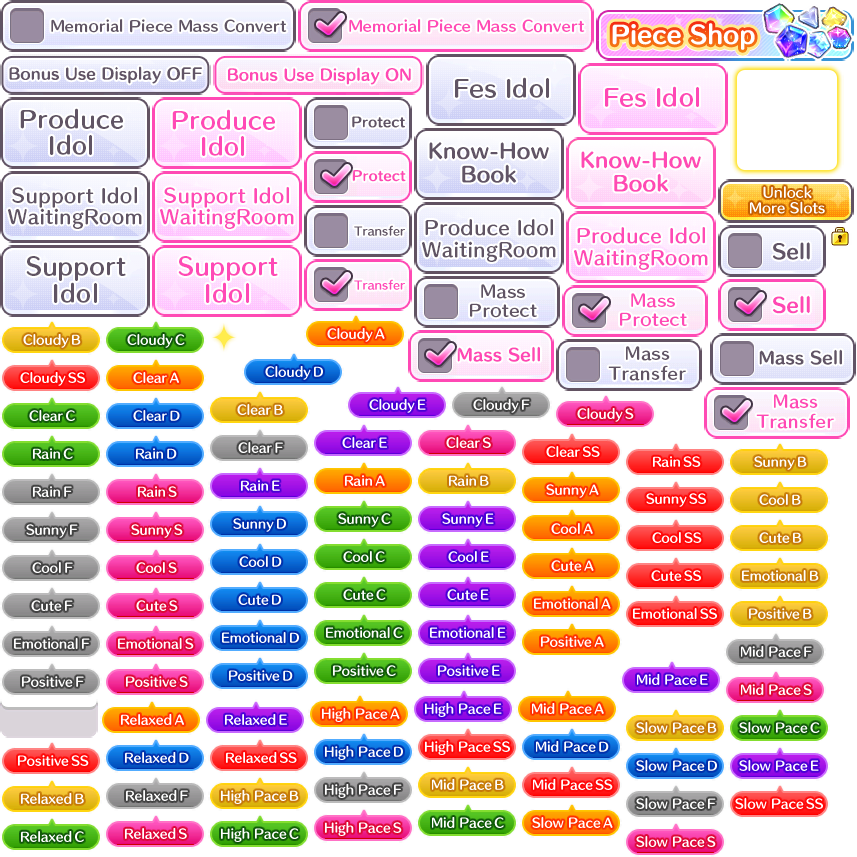 Memorial Piece Mass Convert
Memorial Piece Mass Convert
Piece Shop
Bonus Use Display OFF
Bonus Use Display ON
Fes Idol
Fes Idol
Produce
Idol
Produce
Idol
Protect
Know-How
Book
Know-How
Book
Protect
Support Idol
WaitingRoom
Support Idol
WaitingRoom
Unlock
More Slots
Transfer
Produce Idol
WaitingRoom
Produce Idol
WaitingRoom
Sell
Support
Idol
Support
Idol
Transfer
Mass
Protect
Mass
Protect
Sell
Cloudy B
Cloudy C
Cloudy A
Mass Sell
Mass
Transfer
Mass Sell
Cloudy SS
Clear A
Cloudy D
Mass
Transfer
Clear C
Clear D
Clear B
Cloudy E
Cloudy F
Cloudy S
Rain C
Rain D
Clear F
Clear E
Clear S
Clear SS
Rain SS
Sunny B
Rain F
Rain S
Rain E
Rain A
Rain B
Sunny A
Sunny SS
Cool B
Sunny F
Sunny S
Sunny D
Sunny C
Sunny E
Cool A
Cool SS
Cute B
Cool F
Cool S
Cool D
Cool C
Cool E
Cute A
Cute SS
Emotional B
Cute F
Cute S
Cute D
Cute C
Cute E
Emotional A
Emotional SS
Positive B
Emotional F
Emotional S
Emotional D
Emotional C
Emotional E
Positive A
Mid Pace F
Positive F
Positive S
Positive D
Positive C
Positive E
Mid Pace E
Mid Pace S
Relaxed A
Relaxed E
High Pace A
High Pace E
Mid Pace A
Slow Pace B
Slow Pace C
Positive SS
Relaxed D
Relaxed SS
High Pace D
High Pace SS
Mid Pace D
Slow Pace D
Slow Pace E
Relaxed B
Relaxed F
High Pace B
High Pace F
Mid Pace B
Mid Pace SS
Slow Pace F
Slow Pace SS
Relaxed C
Relaxed S
High Pace C
High Pace S
Mid Pace C
Slow Pace A
Slow Pace S